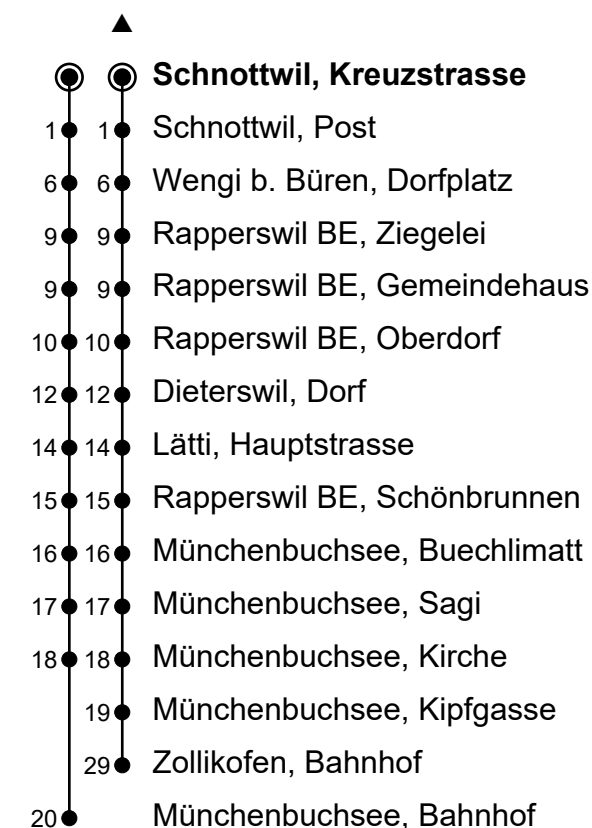 ▲
Schnottwil, Kreuzstrasse
1 1 Schnottwil, Post
6 6 Wengi b. Büren, Dorfplatz
9 9 Rapperswil BE, Ziegelei
9 9 Rapperswil BE, Gemeindehaus
10 10 Rapperswil BE, Oberdorf
12 12 Dieterswil, Dorf
14 14 Lätti, Hauptstrasse
15 15 Rapperswil BE, Schönbrunnen
16 16 Münchenbuchsee, Buechlimatt
17 17 Münchenbuchsee, Sagi
18 18 Münchenbuchsee, Kirche
19 Münchenbuchsee, Kipfgasse
29 Zollikofen, Bahnhof
20 Münchenbuchsee, Bahnhof